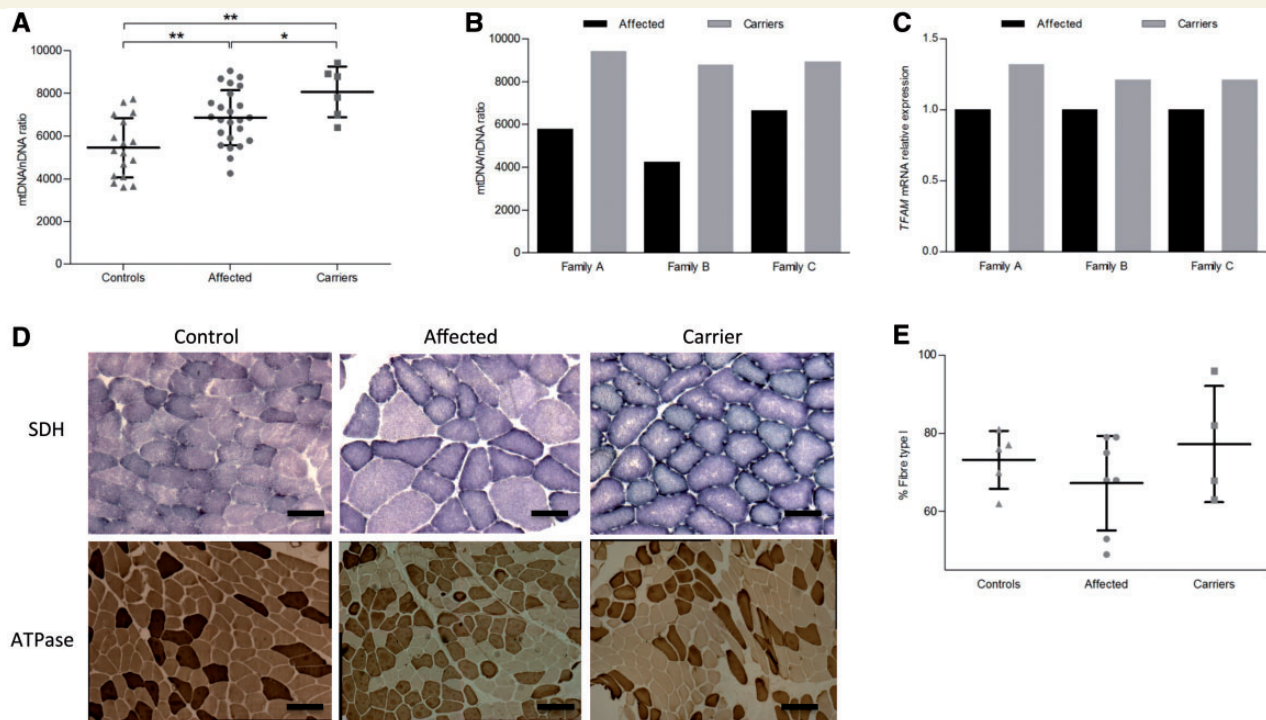 A
**
**
*
10000
8000
6000
4000
2000
0
mtDNA/nDNA ratio
Controls Affected Carriers
B
Affected Carriers
10000
8000
6000
4000
2000
0
mtDNA/nDNA ratio
Family A Family B Family C
C
Affected Carriers
1.5
1.0
0.5
0.0
TFAM mRNA relative expression
Family A Family B Family C
D
Control Affected Carrier
SDH
ATPase
E
100
80
60
% Fibre type I
Controls Affected Carriers